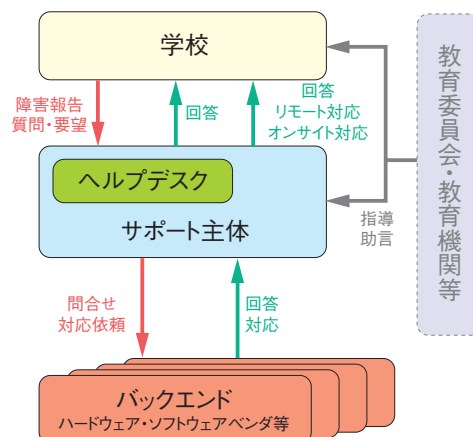 学校
障害報告
質問・要望
回答
回答
リモート対応
オンサイト対応
ヘルプデスク
サポート主体
指導
助言
教育委員会・教育機関等
問合せ
対応依頼
回答
対応
バックエンド
ハードウェア・ソフトウェアベンダ等